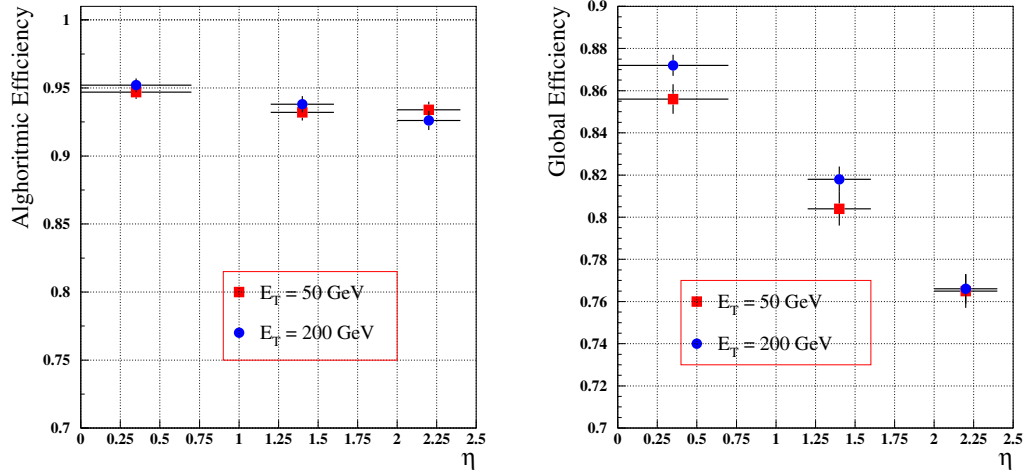 Alghoritmic Efficiency
1
0.95
0.9
0.85
0.8
0.75
0.7
E_T = 50 GeV
E_T = 200 GeV
0 0.25 0.5 0.75 1 1.25 1.5 1.75 2 2.25 2.5
η
Global Efficiency
0.9
0.88
0.86
0.84
0.82
0.8
0.78
0.76
0.74
0.72
0.7
E_T = 50 GeV
E_T = 200 GeV
0 0.25 0.5 0.75 1 1.25 1.5 1.75 2 2.25 2.5
η